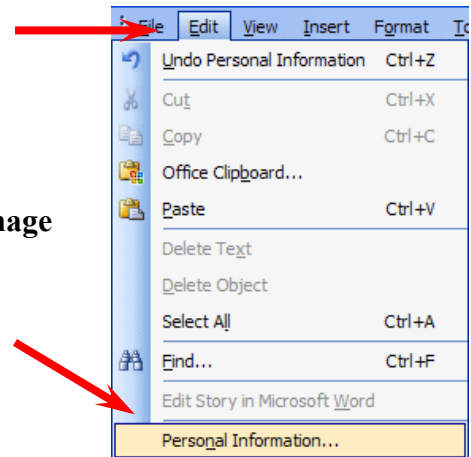 File Edit View Insert Format
Undo Personal Information Ctrl+Z
Cut Ctrl+X
Copy Ctrl+C
Office Clipboard...
Paste Ctrl+V
Delete Text
Delete Object
Select All Ctrl+A
Find... Ctrl+F
Edit Story in Microsoft Word
Personal Information...